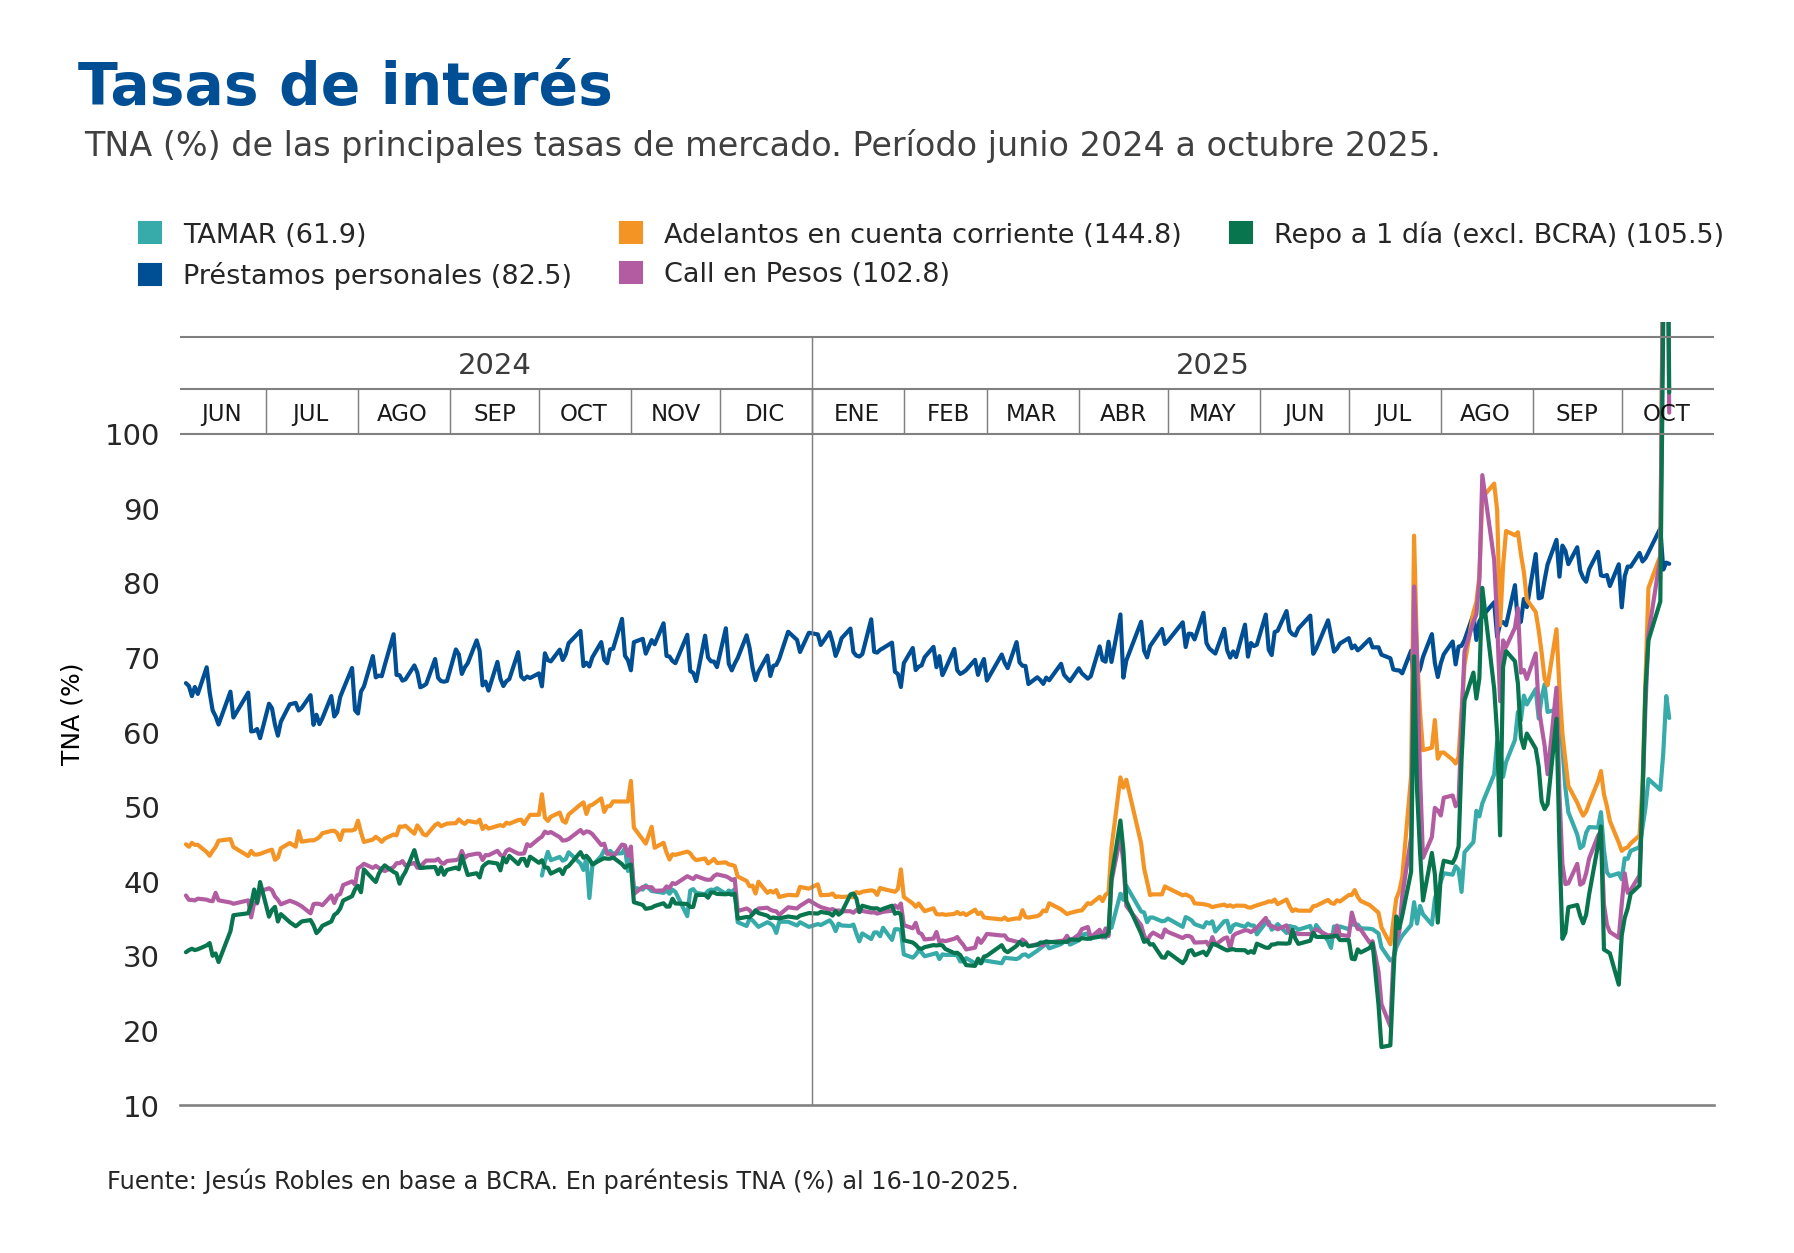 Tasas de interés
TNA (%) de las principales tasas de mercado. Período junio 2024 a octubre 2025.
TAMAR (61.9)
Préstamos personales (82.5)
Adelantos en cuenta corriente (144.8)
Call en Pesos (102.8)
Repo a 1 día (excl. BCRA) (105.5)
2024 2025
JUN JUL AGO SEP OCT NOV DIC ENE FEB MAR ABR MAY JUN JUL AGO SEP OCT
100
90
80
70
60
50
40
30
20
10
TNA (%)
Fuente: Jesús Robles en base a BCRA. En paréntesis TNA (%) al 16-10-2025.